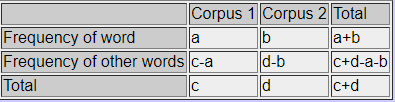 Corpus 1 Corpus 2 Total
Frequency of word a b a+b
Frequency of other words c-a d-b c+d-a-b
Total c d c+d